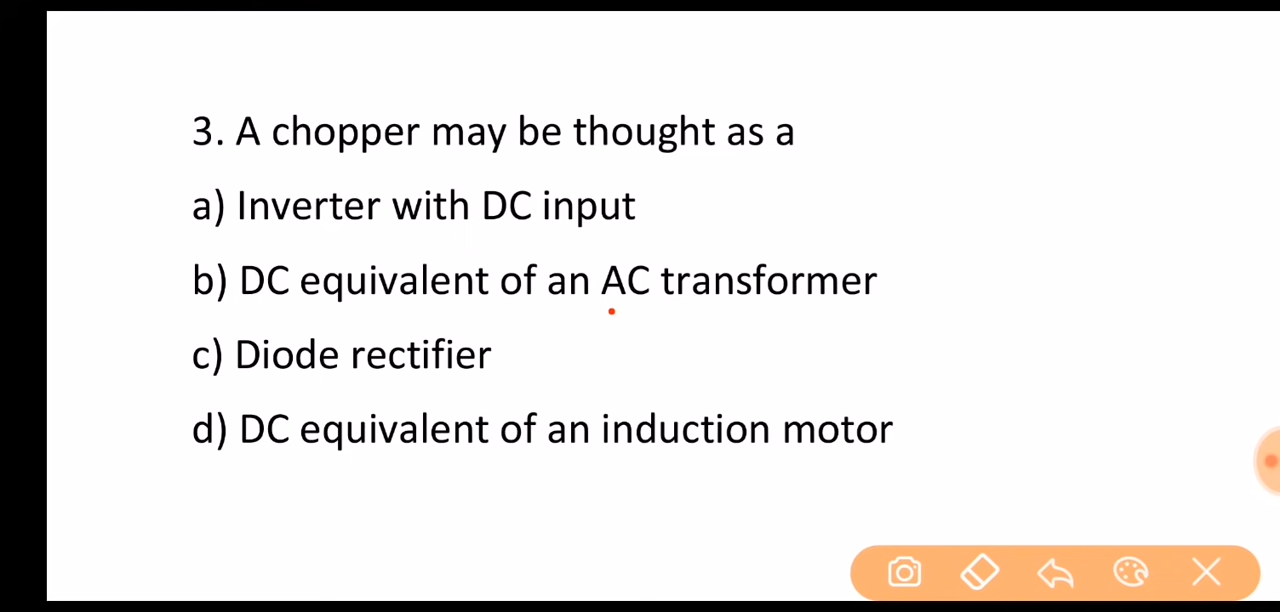 3. A chopper may be thought as a
a) Inverter with DC input
b) DC equivalent of an AC transformer
c) Diode rectifier
d) DC equivalent of an induction motor